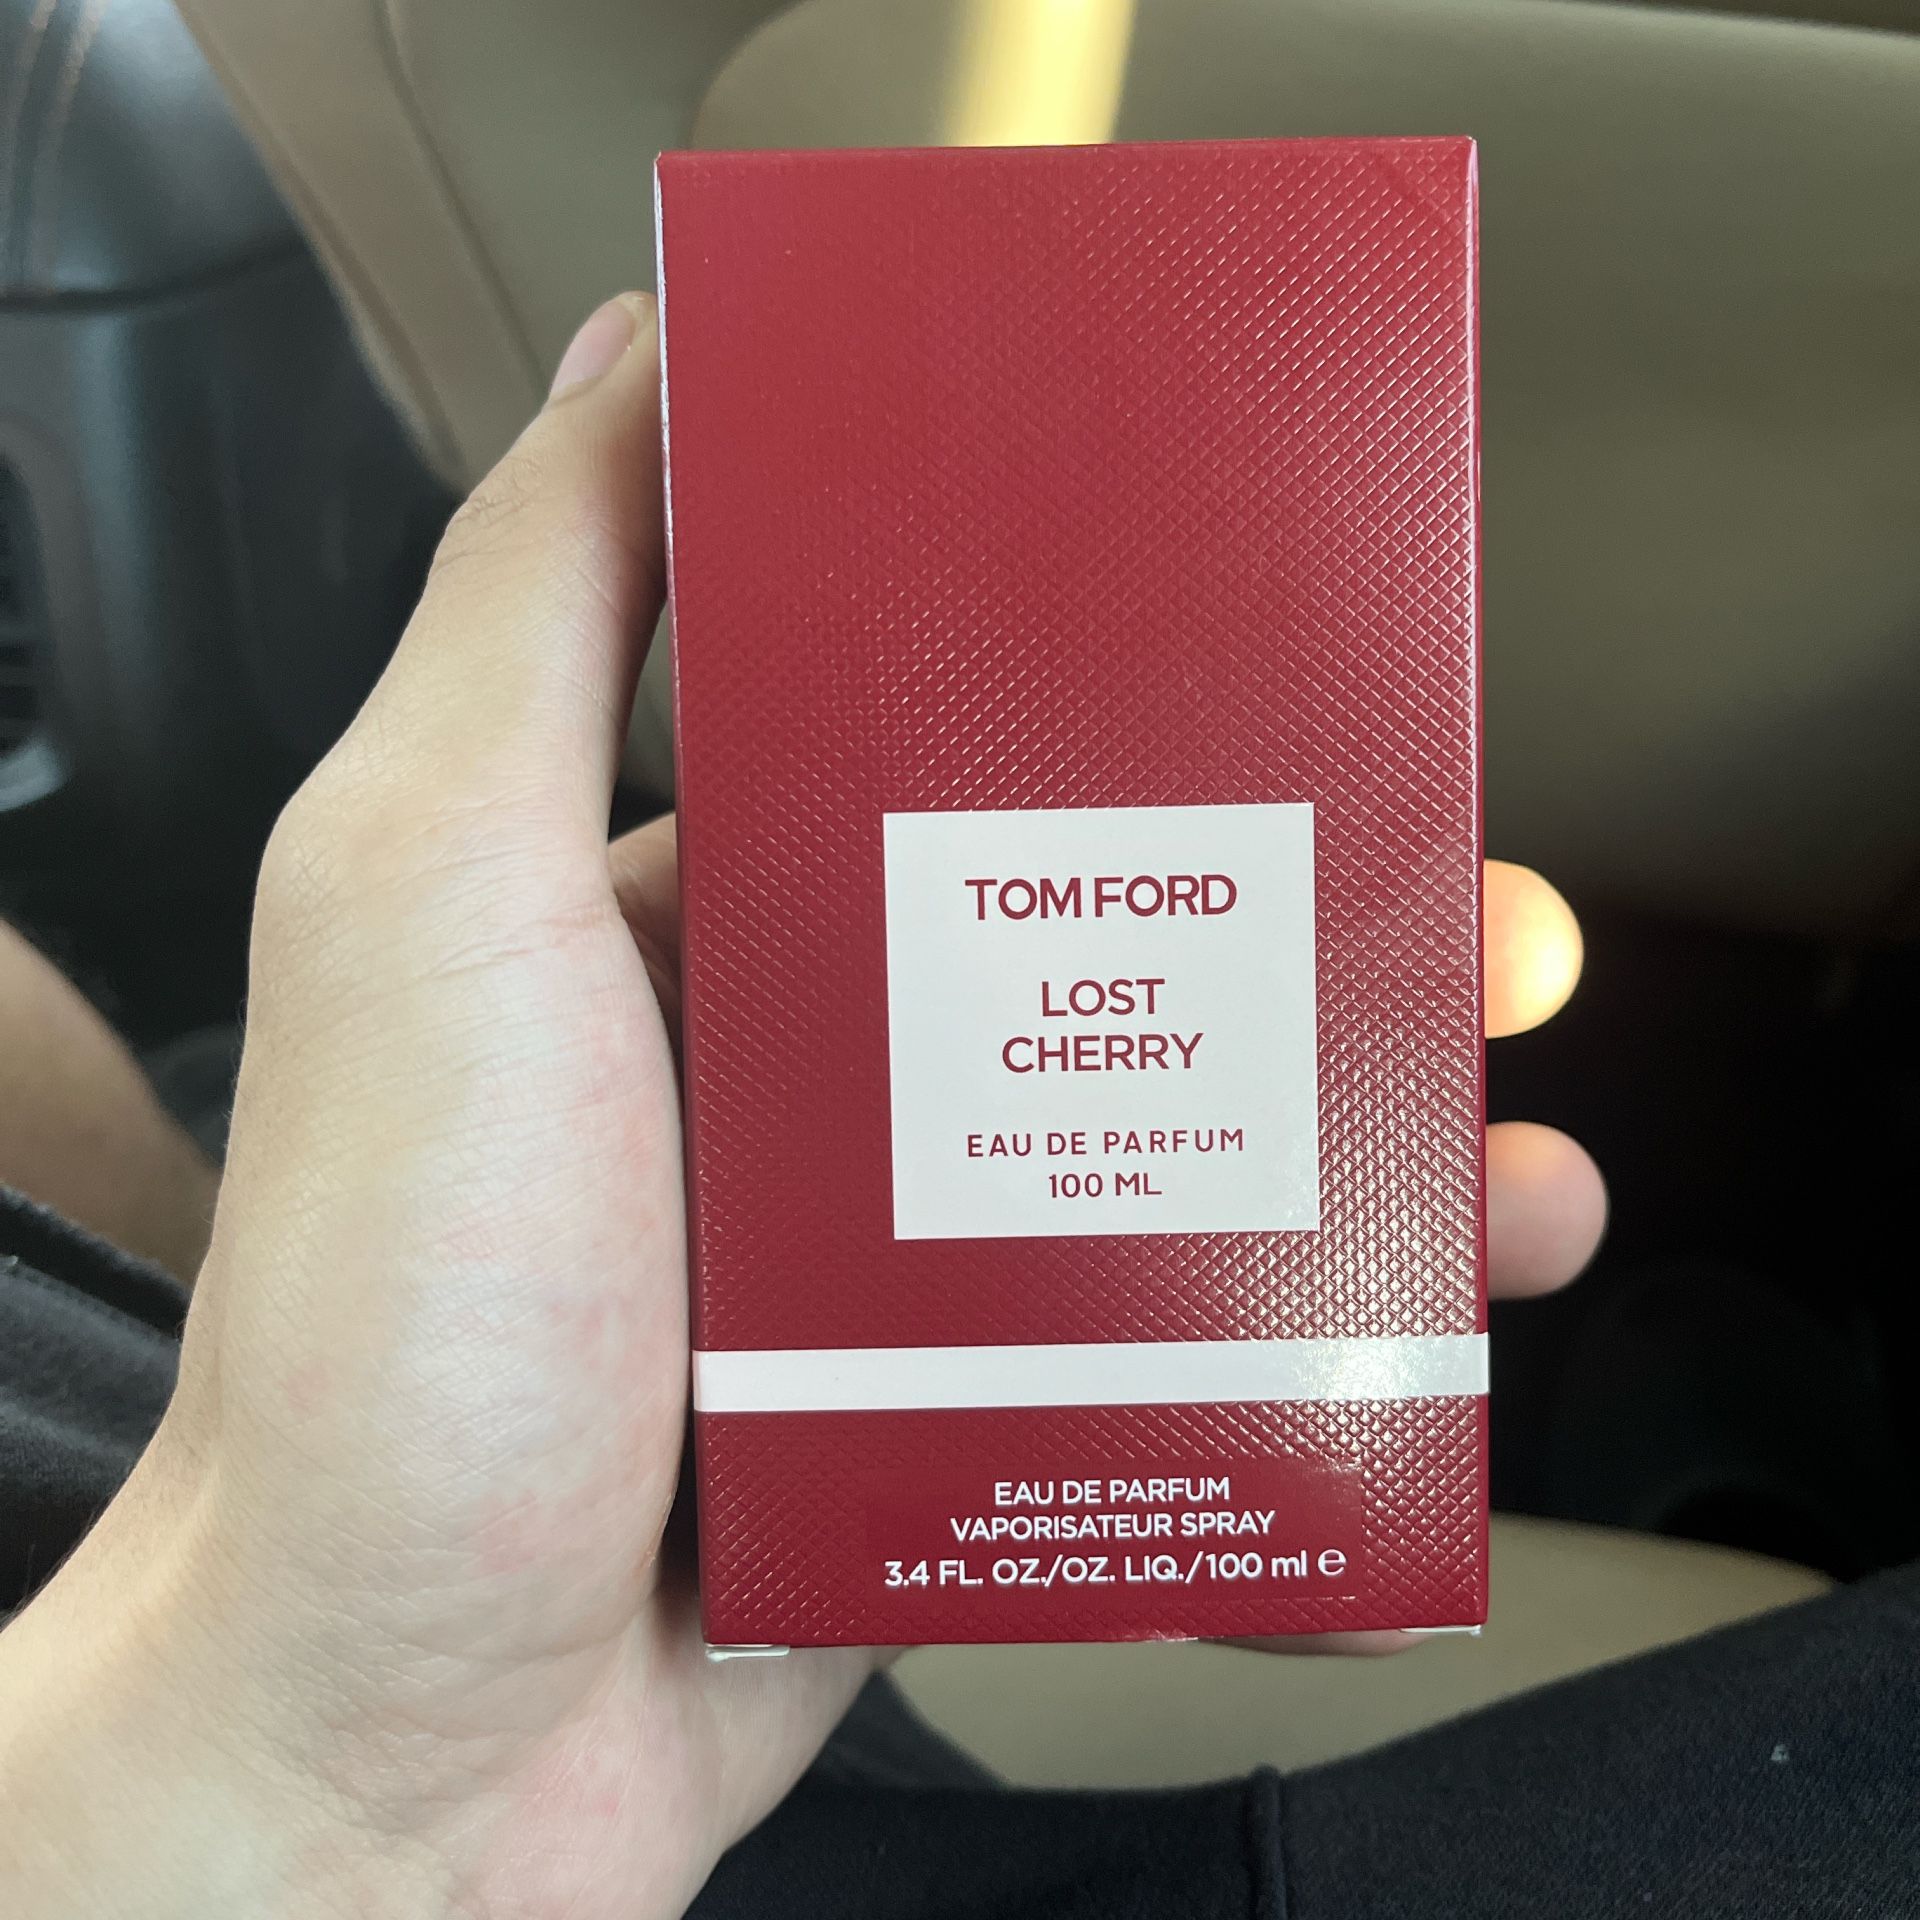 TOM FORD
LOST
CHERRY
EAU DE PARFUM
100 ML
EAU DE PARFUM
VAPORISATEUR SPRAY
3.4 FL. OZ./OZ. LIQ./100 ml ℮